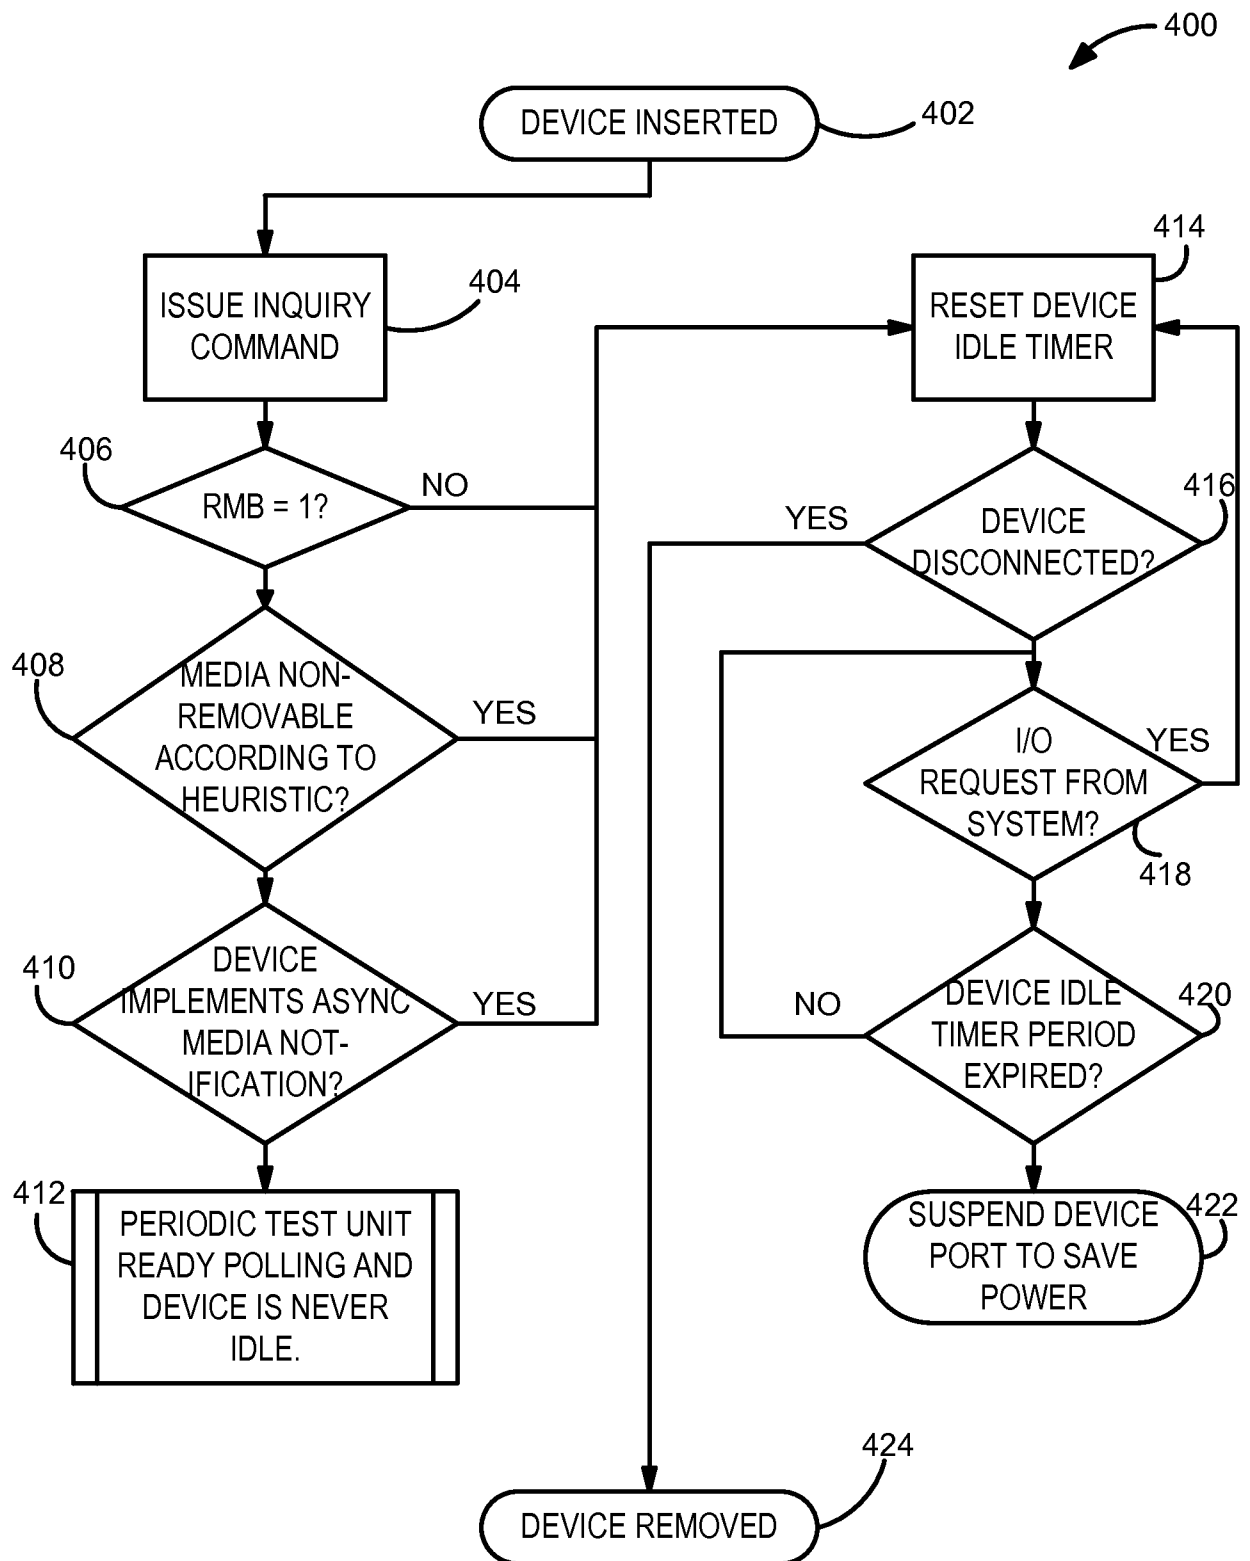 400
DEVICE INSERTED
402
ISSUE INQUIRY
COMMAND
404
RMB = 1?
406
NO
MEDIA NON-
REMOVABLE
ACCORDING TO
HEURISTIC?
408
YES
DEVICE
IMPLEMENTS ASYNC
MEDIA NOT-
IFICATION?
410
YES
412
PERIODIC TEST UNIT
READY POLLING AND
DEVICE IS NEVER
IDLE.
414
RESET DEVICE
IDLE TIMER
416
YES
DEVICE
DISCONNECTED?
I/O
REQUEST FROM
SYSTEM?
YES
418
NO
DEVICE IDLE
TIMER PERIOD
EXPIRED?
420
SUSPEND DEVICE
PORT TO SAVE
POWER
422
424
DEVICE REMOVED